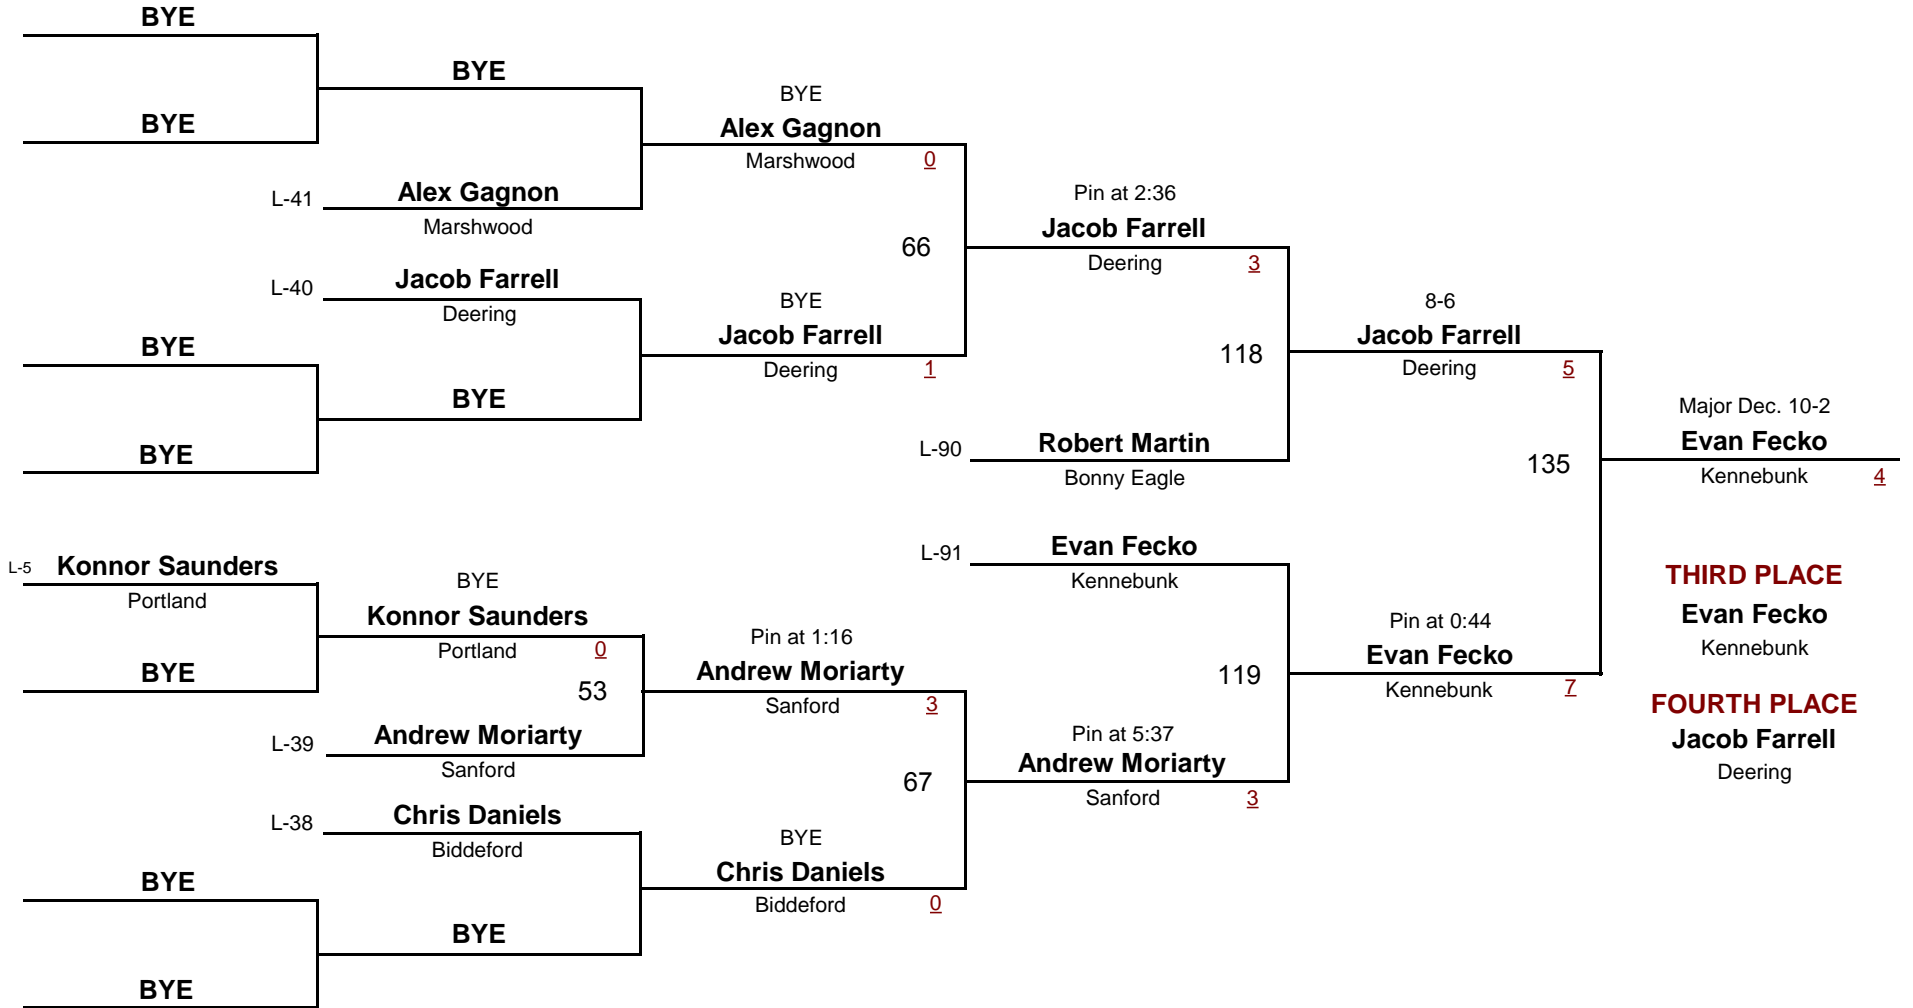 BYE
BYE
BYE
BYE
Alex Gagnon
BYE
Marshwood 0
L-41 Alex Gagnon
Marshwood
Pin at 2:36
Jacob Farrell
66
Deering 3
L-40 Jacob Farrell
Deering
BYE
Jacob Farrell
Deering 1
8-6
Jacob Farrell
118
Deering 5
BYE
BYE
BYE
L-90 Robert Martin
Bonny Eagle
Major Dec. 10-2
Evan Fecko
135
Kennebunk 4
L-91 Evan Fecko
Kennebunk
L-5 Konnor Saunders
Portland
BYE
Konnor Saunders
Portland 0
THIRD PLACE
Evan Fecko
Kennebunk
Pin at 1:16
Andrew Moriarty
Sanford 3
Pin at 0:44
Evan Fecko
119
Kennebunk 7
BYE
53
FOURTH PLACE
Jacob Farrell
Deering
L-39 Andrew Moriarty
Sanford
Pin at 5:37
Andrew Moriarty
67
Sanford 3
L-38 Chris Daniels
Biddeford
BYE
Chris Daniels
Biddeford 0
BYE
BYE
BYE